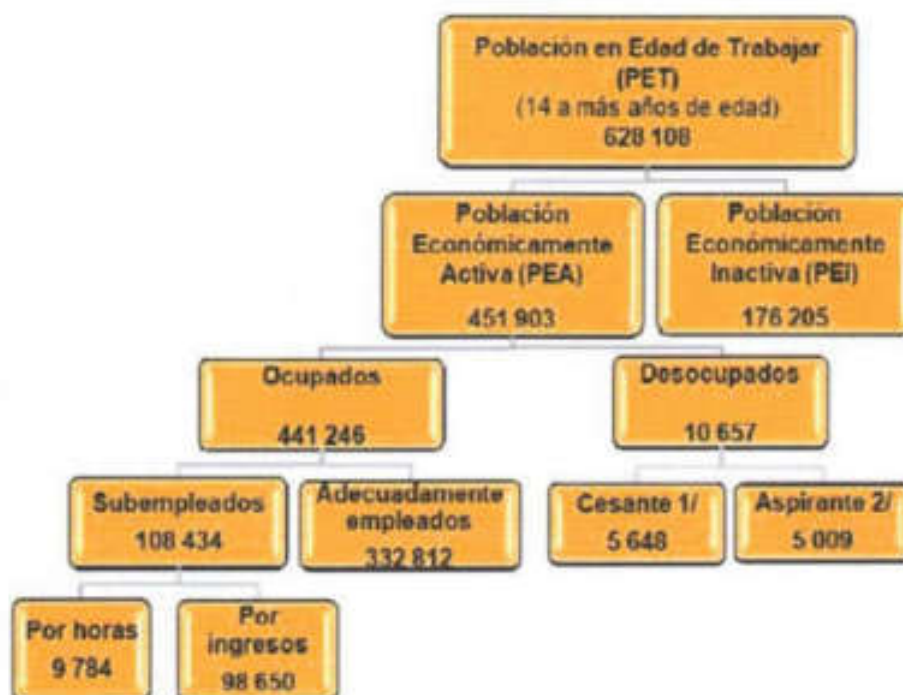 Población en Edad de Trabajar
(PET)
(14 a más años de edad)
628 108
Población
Económicamente
Activa (PEA)
451 903
Población
Económicamente
Inactiva (PEI)
176 205
Ocupados
441 246
Desocupados
10 657
Subempleados
108 434
Adecuadamente
empleados
332 812
Cesante 1/
5 648
Aspirante 2/
5 009
Por horas
9 784
Por
ingresos
98 650